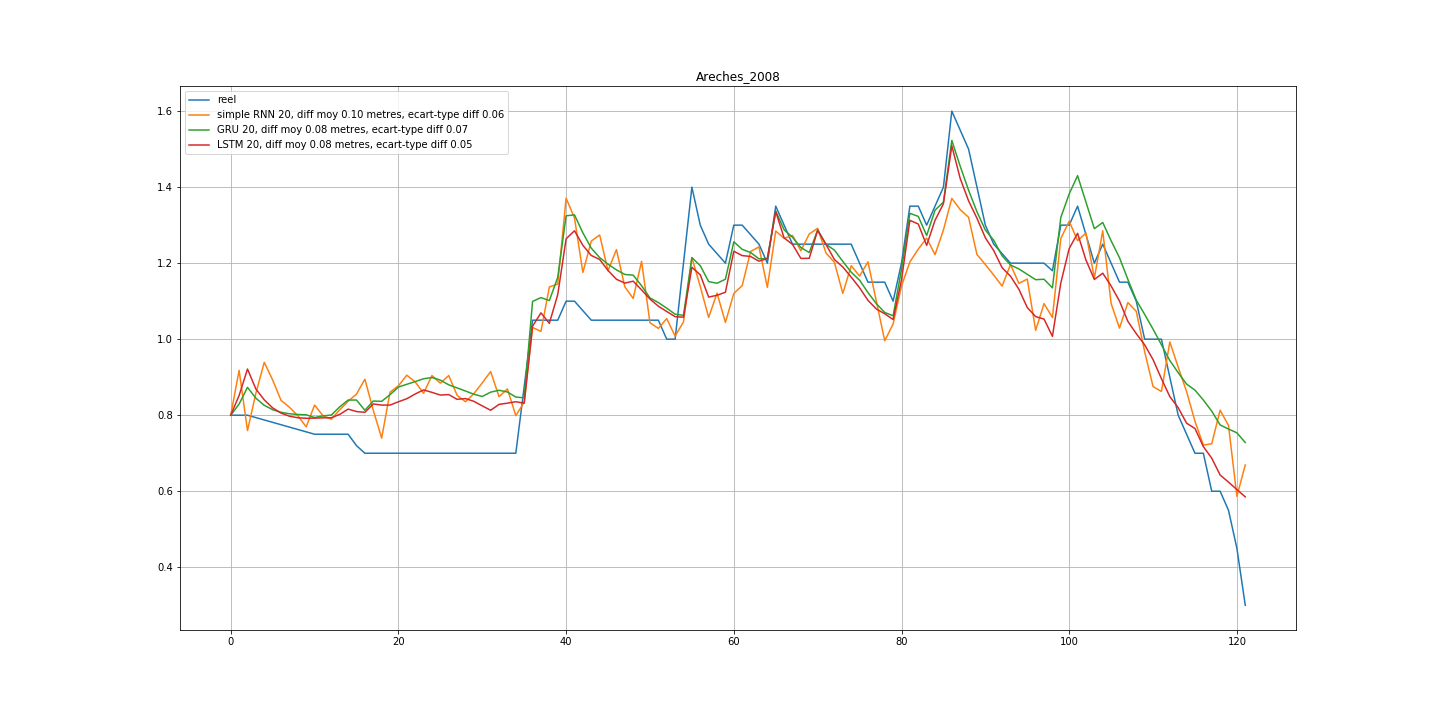 Areches_2008
reel
simple RNN 20, diff moy 0.10 metres, ecart-type diff 0.06
GRU 20, diff moy 0.08 metres, ecart-type diff 0.07
LSTM 20, diff moy 0.08 metres, ecart-type diff 0.05
1.6
1.4
1.2
1.0
0.8
0.6
0.4
0 20 40 60 80 100 120